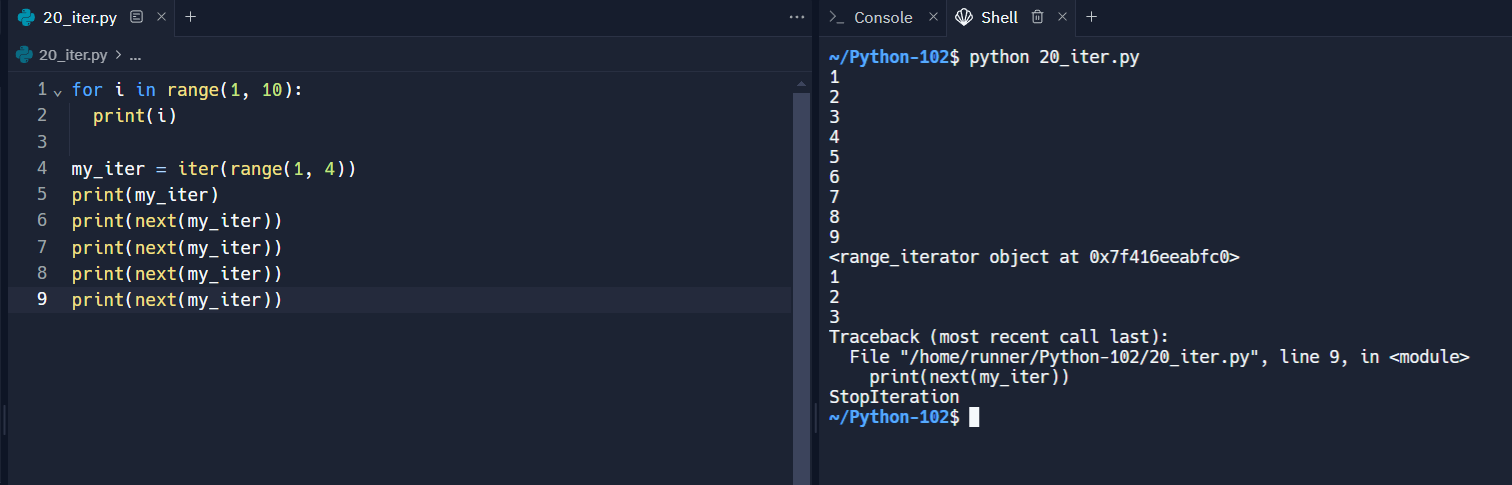 20_iter.py
20_iter.py > ...
1 for i in range(1, 10):
2   print(i)
3
4 my_iter = iter(range(1, 4))
5 print(my_iter)
6 print(next(my_iter))
7 print(next(my_iter))
8 print(next(my_iter))
9 print(next(my_iter))
Console Shell
~/Python-102$ python 20_iter.py
1
2
3
4
5
6
7
8
9
<range_iterator object at 0x7f416eeabfc0>
1
2
3
Traceback (most recent call last):
  File "/home/runner/Python-102/20_iter.py", line 9, in <module>
    print(next(my_iter))
StopIteration
~/Python-102$